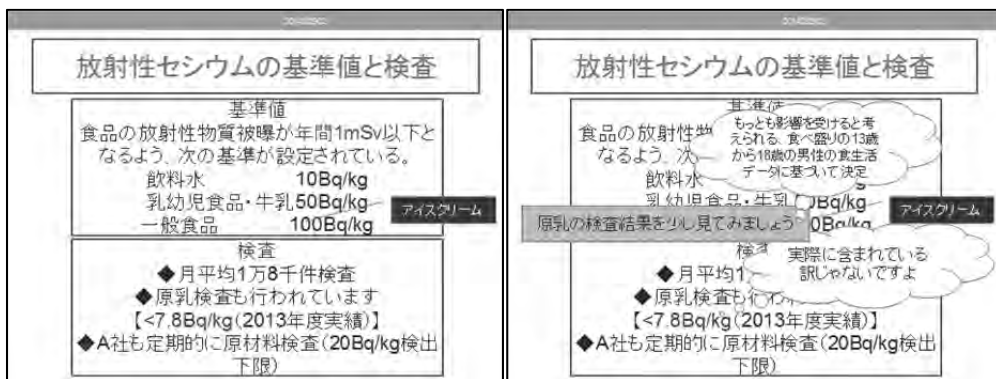 放射性セシウムの基準値と検査
基準値
食品の放射性物質被曝が年間1mSv以下と
なるよう、次の基準が設定されている。
飲料水 10Bq/kg
乳幼児食品・牛乳50Bq/kg
アイスクリーム
一般食品 100Bq/kg
検査
◆月平均1万8千件検査
◆原乳検査も行われています
【<7.8Bq/kg(2013年度実績)】
◆A社も定期的に原材料検査(20Bq/kg検出
下限)
放射性セシウムの基準値と検査
基準値
食品の放射性物
もっとも影響を受けると考
えられる、食べ盛りの13歳
から18歳の男性の食生活
データに基づいて決定
なるよう、次
飲料水
乳幼児食品・牛乳 0Bq/kg
アイスクリーム
原乳の検査結果を少し見てみましょう
0Bq/kg
検
実際に含まれている
訳じゃないですよ
◆月平均1
◆原乳検査も行われ
【<7.8Bq/kg(2013年度実績)】
◆A社も定期的に原材料検査(20Bq/kg検出
下限)